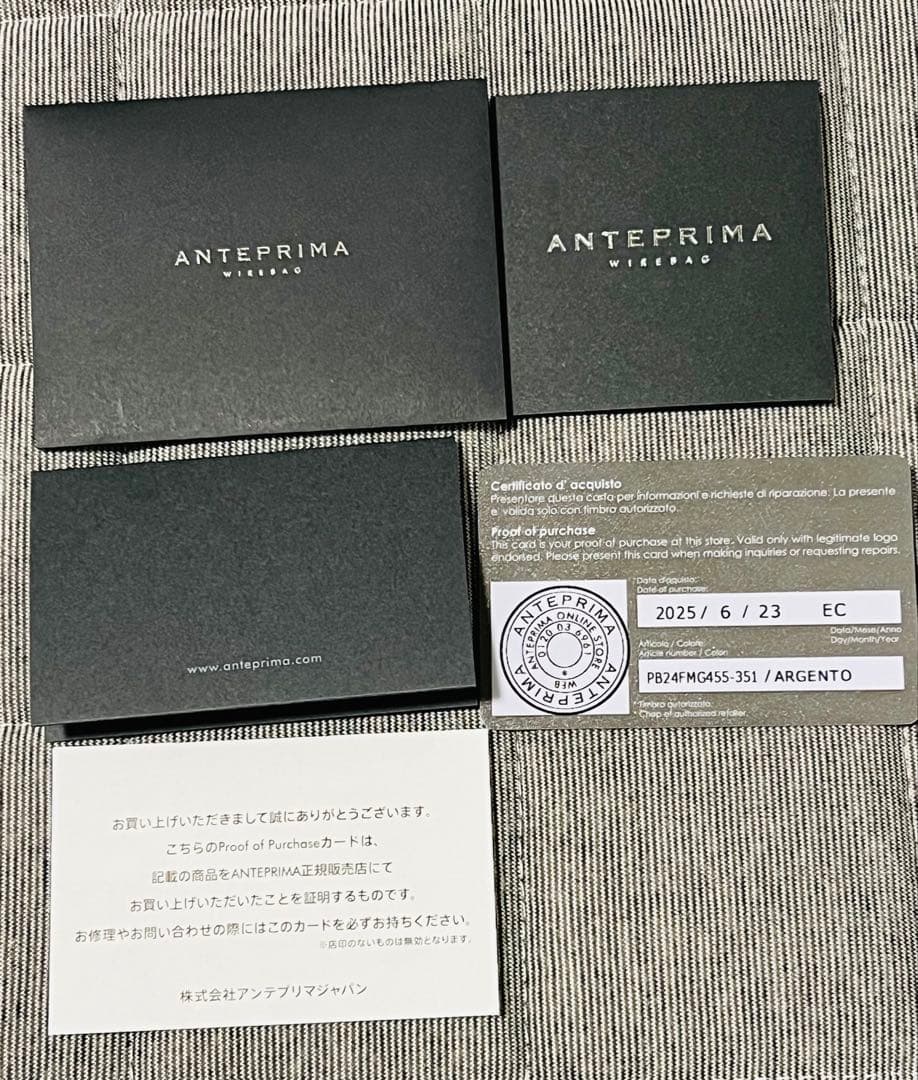 ANTEPRIMA
WIREBAG
ANTEPRIMA
WIREBAG
www.anteprima.com
Certificato d' acquisto
Presentare questa carta per informazioni e richieste di riparazione. La presente
e' valida solo con timbro autorizzato.
Proof of purchase
This card is your proof of purchase at this store. Valid only with legitimate logo
endorsed. Please present this card when making inquiries or requesting repairs.
Data d'aquisto:
Date of purchase:
2025/ 6 / 23 EC
Data/Mese/Anno
Day/Month/Year
Articolo / Colore:
Article number / Color:
PB24FMG455-351 / ARGENTO
*Timbro autorizzato.
*Chop of authorized retailer.
ANTEPRIMA
ANTEPRIMA ONLINE STORE
0120 03 6961
WEB
ANTEPRIMA
お買い上げいただきまして誠にありがとうございます。
こちらのProof of Purchaseカードは、
記載の商品をANTEPRIMA正規販売店にて
お買い上げいただいたことを証明するものです。
お修理やお問い合わせの際にはこのカードを必ずお持ちください。
※店印のないものは無効となります。
株式会社アンテプリマジャパン